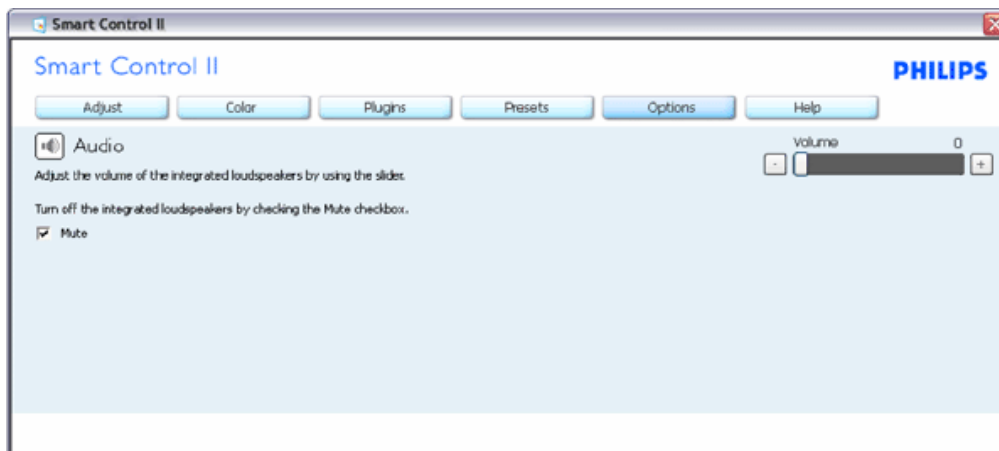 Smart Control II
Smart Control II
PHILIPS
Adjust Color Plugins Presets Options Help
Audio
Volume 0
- +
Adjust the volume of the integrated loudspeakers by using the slider.
Turn off the integrated loudspeakers by checking the Mute checkbox.
Mute